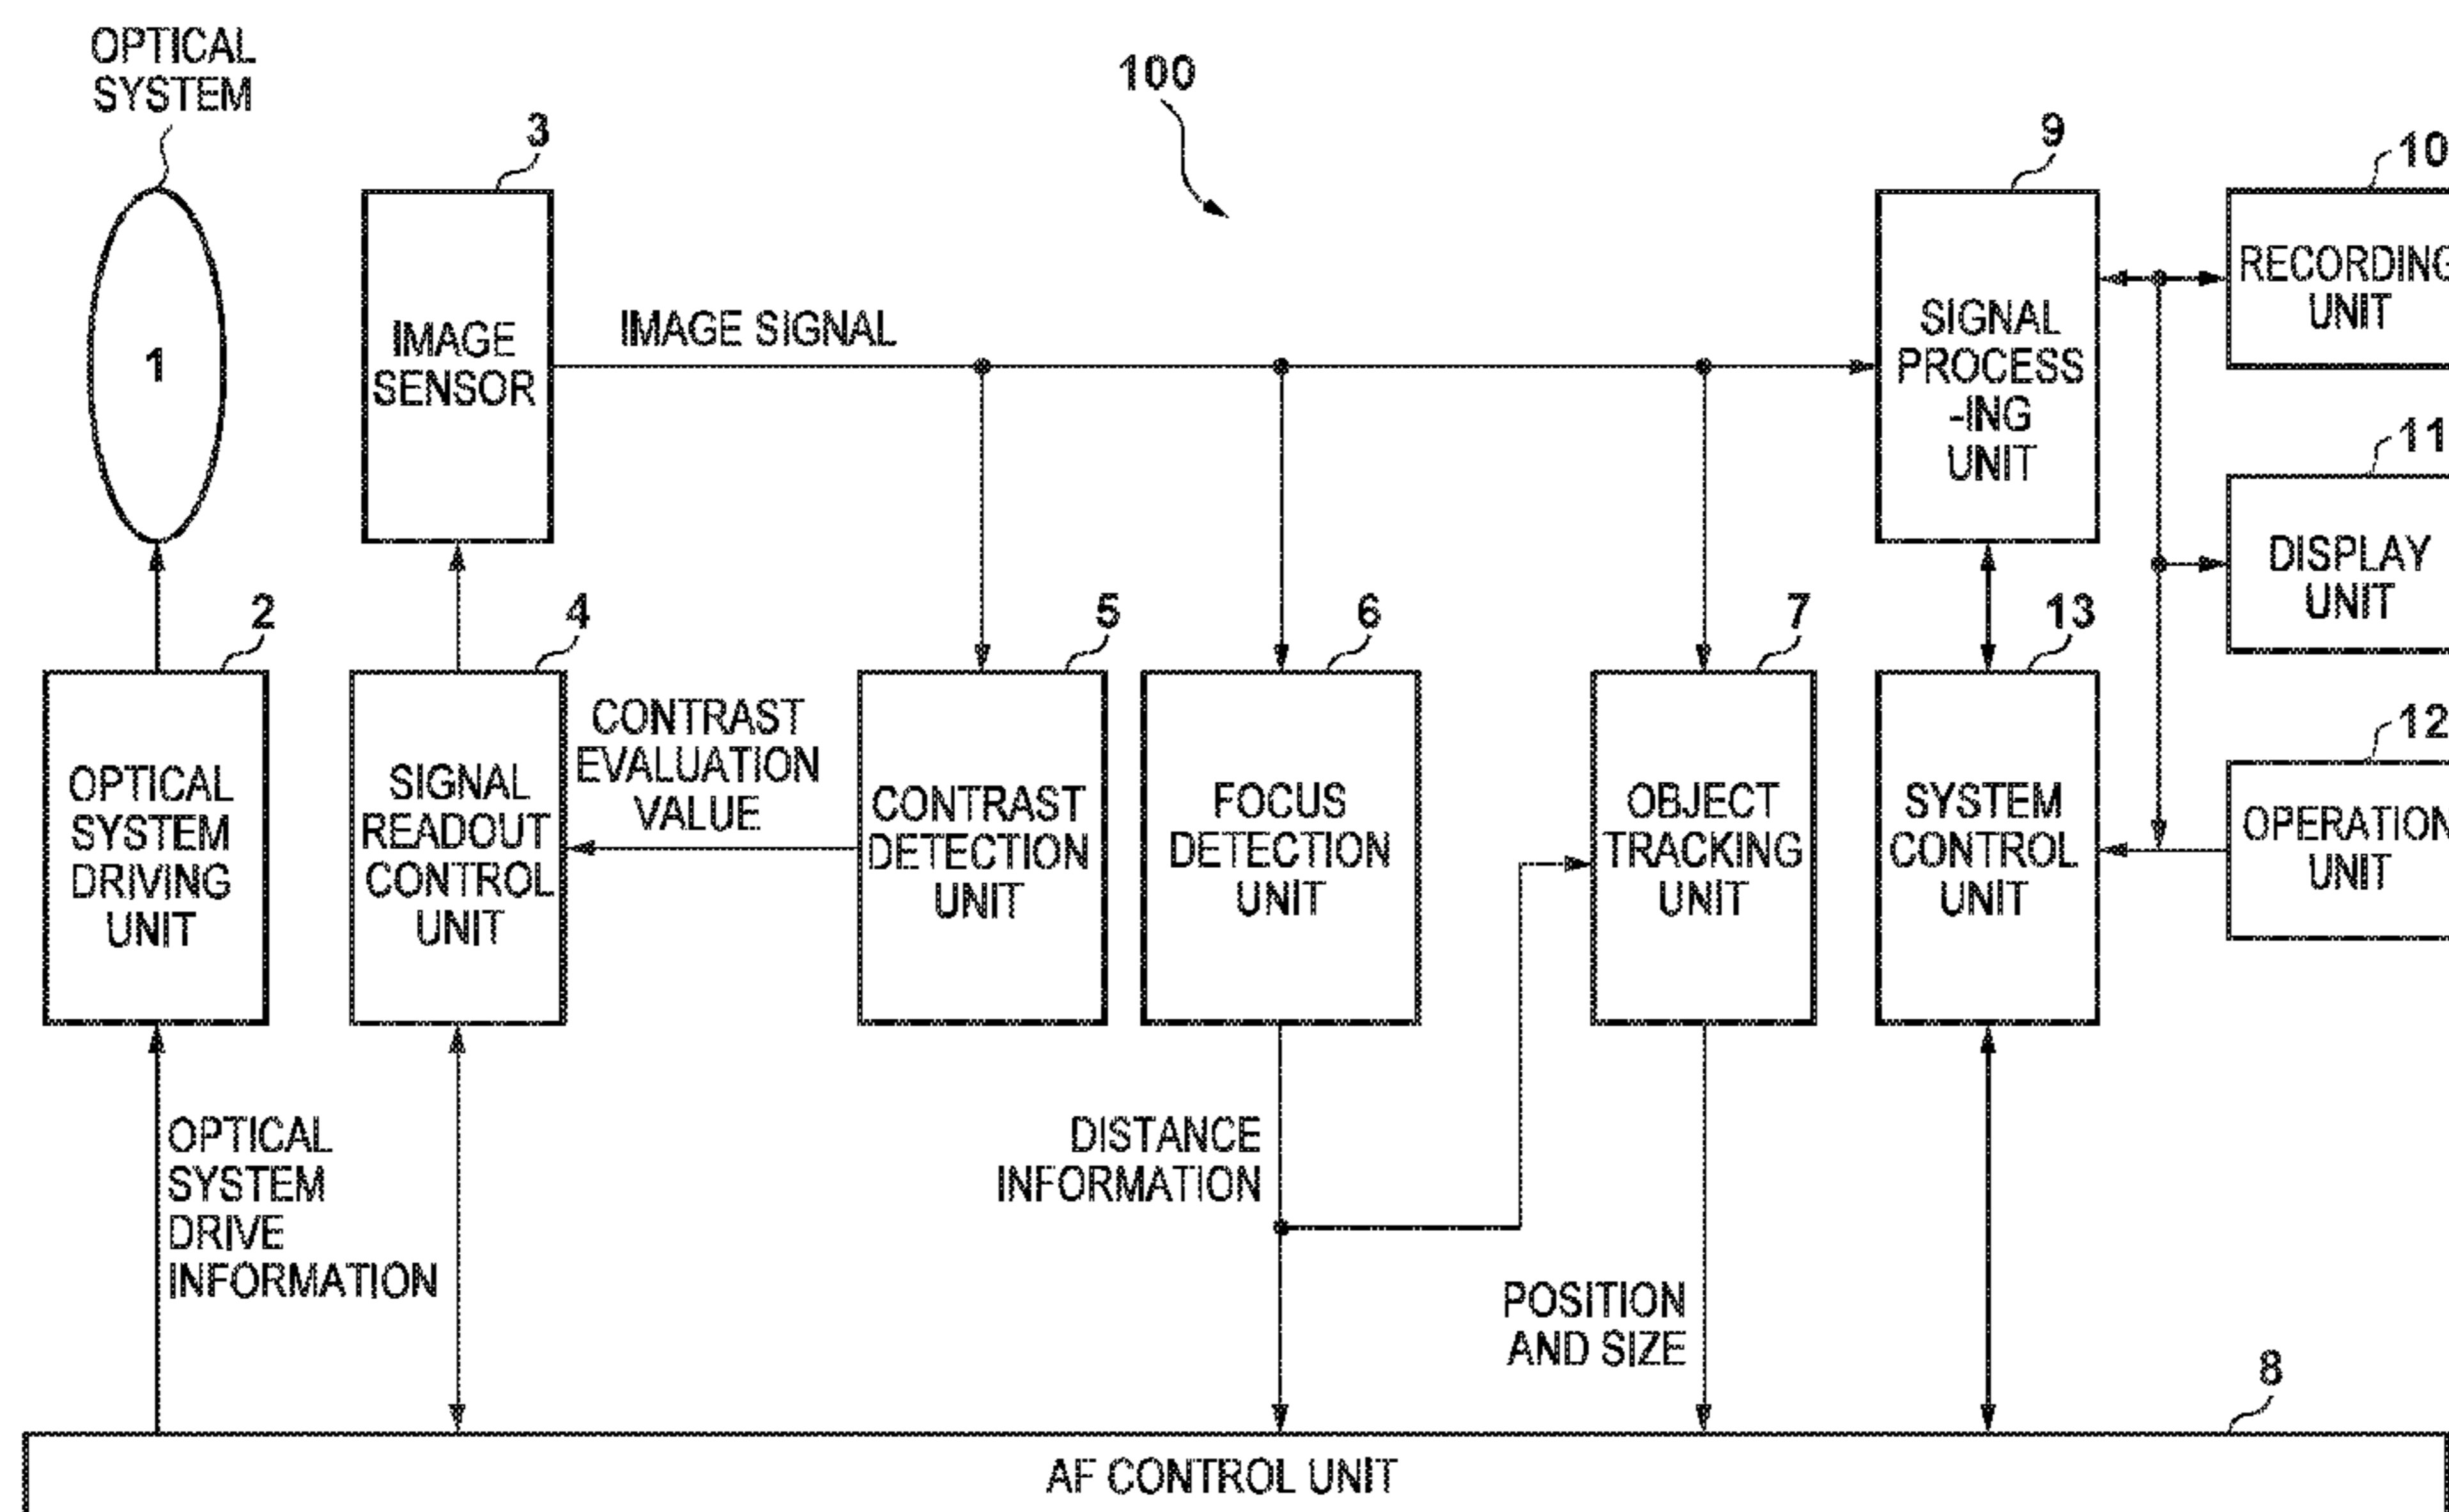 OPTICAL
SYSTEM
100
3
9
10
1
IMAGE
SENSOR
IMAGE SIGNAL
SIGNAL
PROCESS
-ING
UNIT
RECORDING
UNIT
11
DISPLAY
UNIT
2
4
5
6
7
13
12
OPTICAL
SYSTEM
DRIVING
UNIT
SIGNAL
READOUT
CONTROL
UNIT
CONTRAST
EVALUATION
VALUE
CONTRAST
DETECTION
UNIT
FOCUS
DETECTION
UNIT
OBJECT
TRACKING
UNIT
SYSTEM
CONTROL
UNIT
OPERATION
UNIT
OPTICAL
SYSTEM
DRIVE
INFORMATION
DISTANCE
INFORMATION
POSITION
AND SIZE
8
AF CONTROL UNIT